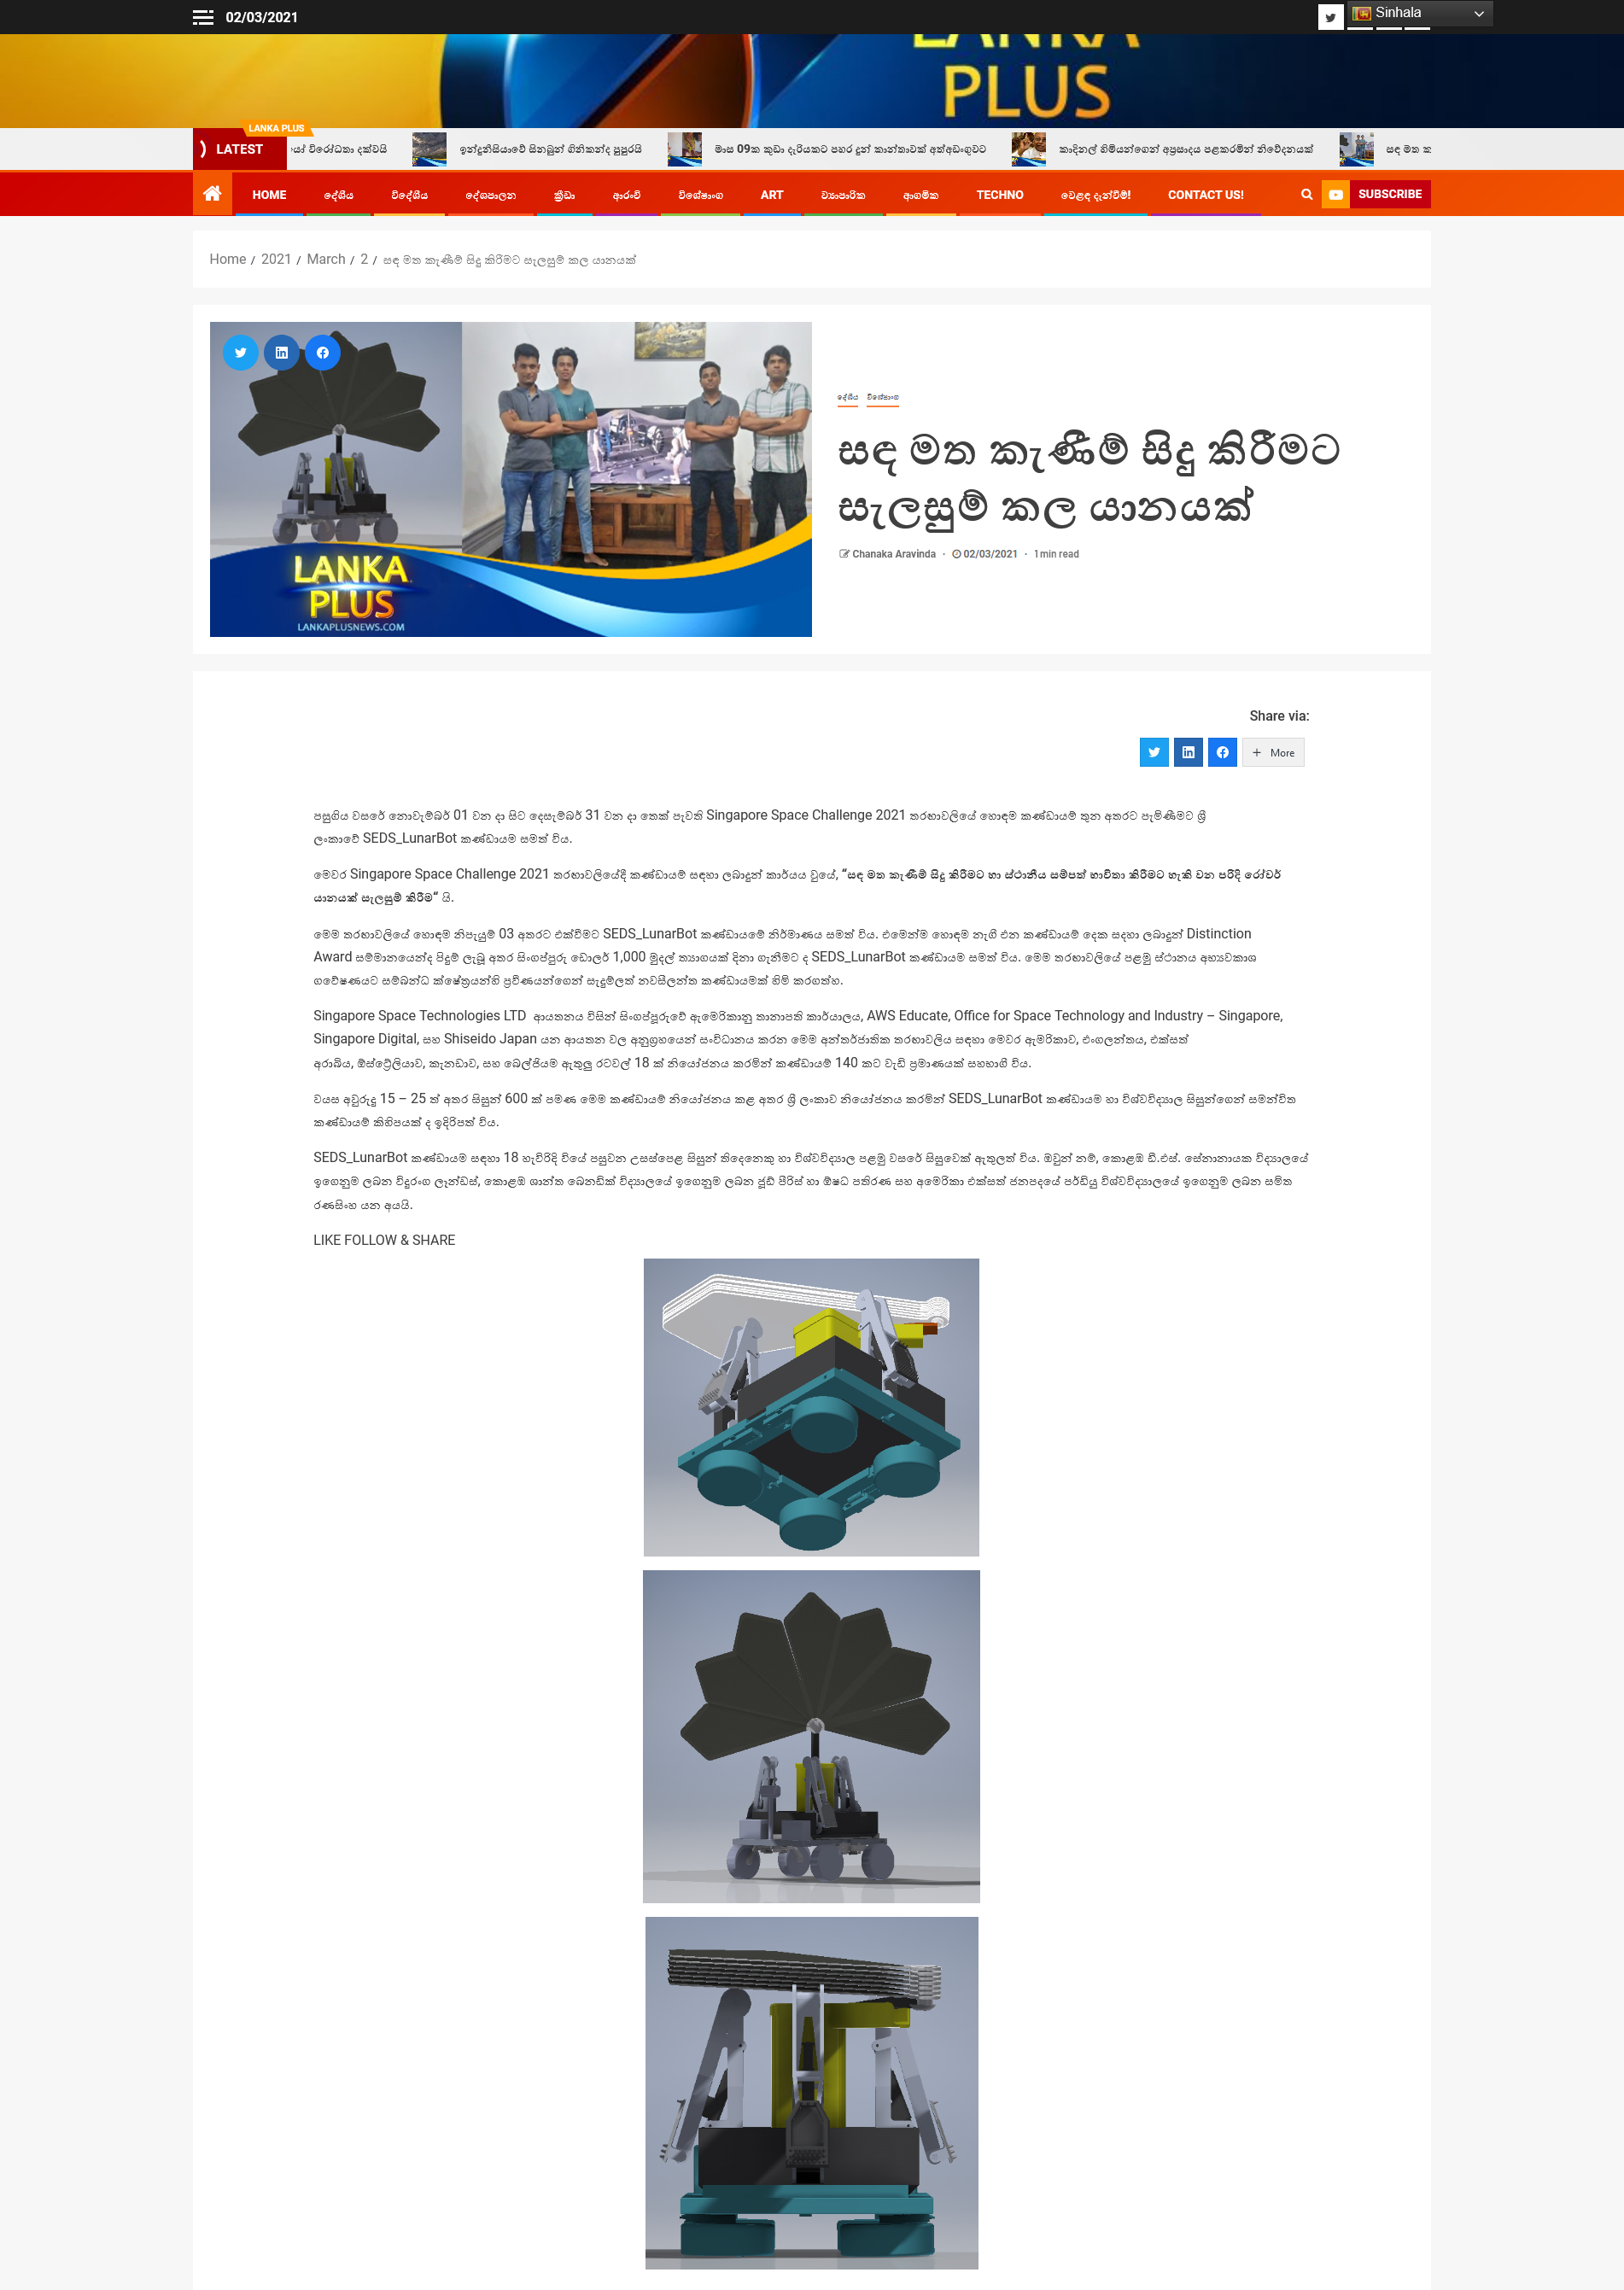 02/03/2021
Sinhala
LANKA
PLUS
LANKA PLUS
LATEST
විරෝධතා දක්වයි
ඉන්දුනීසියාවේ සිනබුන් ගිනිකන්ද පුපුරයි
මාස 09ක කුඩා දැරියකට පහර දුන් කාන්තාවක් අත්අඩංගුවට
කාදිනල් හිමියන්ගෙන් අප්‍රසාදය පළකරමින් නිවේදනයක්
සඳ මත
HOME
දේශීය
විදේශීය
දේශපාලන
ක්‍රීඩා
ආරංචි
විශේෂාංග
ART
ව්‍යාපාරික
ආගමික
TECHNO
වෙළඳ දැන්වීම්!
CONTACT US!
SUBSCRIBE
Home / 2021 / March / 2 / සඳ මත කැණීම් සිදු කිරීමට සැලසුම් කල යානයක්
LANKA
PLUS
LANKAPLUSNEWS.COM
දේශීය විශේෂාංග
සඳ මත කැණීම් සිදු කිරීමට
සැලසුම් කල යානයක්
Chanaka Aravinda • 02/03/2021 • 1 min read
Share via:
More
පසුගිය වසරේ නොවැම්බර් 01 වන දා සිට දෙසැම්බර් 31 වන දා තෙක් පැවති Singapore Space Challenge 2021 තරඟාවලියේ හොඳම කණ්ඩායම් තුන අතරට පැමිණීමට ශ්‍රී
ලංකාවේ SEDS_LunarBot කණ්ඩායම සමත් විය.
මෙවර Singapore Space Challenge 2021 තරඟාවලියේදී කණ්ඩායම් සඳහා ලබාදුන් කාර්යය වුයේ, “සඳ මත කැණීම් සිදු කිරීමට හා ස්ථානීය සම්පත් භාවිතා කිරීමට හැකි වන පරිදි රෝවර්
යානයක් සැලසුම් කිරීම“ යි.
මෙම තරඟාවලියේ හොඳම නිපැයුම් 03 අතරට එක්වීමට SEDS_LunarBot කණ්ඩායමේ නිර්මාණය සමත් විය. එමෙන්ම හොඳම නැගී එන කණ්ඩායම් දෙක සදහා ලබාදුන් Distinction
Award සම්මානයෙන්ද පිදුම් ලැබූ අතර සිංගප්පුරු ඩොලර් 1,000 මුදල් ත්‍යාගයක් දිනා ගැනීමට ද SEDS_LunarBot කණ්ඩායම සමත් විය. මෙම තරඟාවලියේ පළමු ස්ථානය අභ්‍යවකාශ
ගවේෂණයට සම්බන්ධ ක්ෂේත්‍රයන්හි ප්‍රවීණයන්ගෙන් සැදුම්ලත් නවසීලන්ත කණ්ඩායමක් හිමි කරගත්හ.
Singapore Space Technologies LTD ආයතනය විසින් සිංගප්පූරුවේ ඇමෙරිකානු තානාපති කාර්යාලය, AWS Educate, Office for Space Technology and Industry – Singapore,
Singapore Digital, සහ Shiseido Japan යන ආයතන වල අනුග්‍රහයෙන් සංවිධානය කරන මෙම අන්තර්ජාතික තරඟාවලිය සඳහා මෙවර ඇමරිකාව, එංගලන්තය, එක්සත්
අරාබිය, ඕස්ට්‍රේලියාව, කැනඩාව, සහ බෙල්ජියම ඇතුලු රටවල් 18 ක් නියෝජනය කරමින් කණ්ඩායම් 140 කට වැඩි ප්‍රමාණයක් සහභාගී විය.
වයස අවුරුදු 15 – 25 ත් අතර සිසුන් 600 ක් පමණ මෙම කණ්ඩායම් නියෝජනය කළ අතර ශ්‍රී ලංකාව නියෝජනය කරමින් SEDS_LunarBot කණ්ඩායම හා විශ්වවිද්‍යාල සිසුන්ගෙන් සමන්විත
කණ්ඩායම් කිහිපයක් ද ඉදිරිපත් විය.
SEDS_LunarBot කණ්ඩායම සඳහා 18 හැවිරිදි වියේ පසුවන උසස්පෙළ සිසුන් තිදෙනෙකු හා විශ්වවිද්‍යාල පළමු වසරේ සිසුවෙක් ඇතුලත් විය. ඔවුන් නම්, කොළඹ ඩී.එස්. සේනානායක විද්‍යාලයේ
ඉගෙනුම ලබන විදුරංග ලෑන්ඩස්, කොළඹ ශාන්ත බෙනඩික් විද්‍යාලයේ ඉගෙනුම ලබන ජූඩ් පීරිස් හා ඕෂධ පතිරණ සහ අමෙරිකා එක්සත් ජනපදයේ පර්ඩියු විශ්වවිද්‍යාලයේ ඉගෙනුම ලබන සමිත
රණසිංහ යන අයයි.
LIKE FOLLOW & SHARE